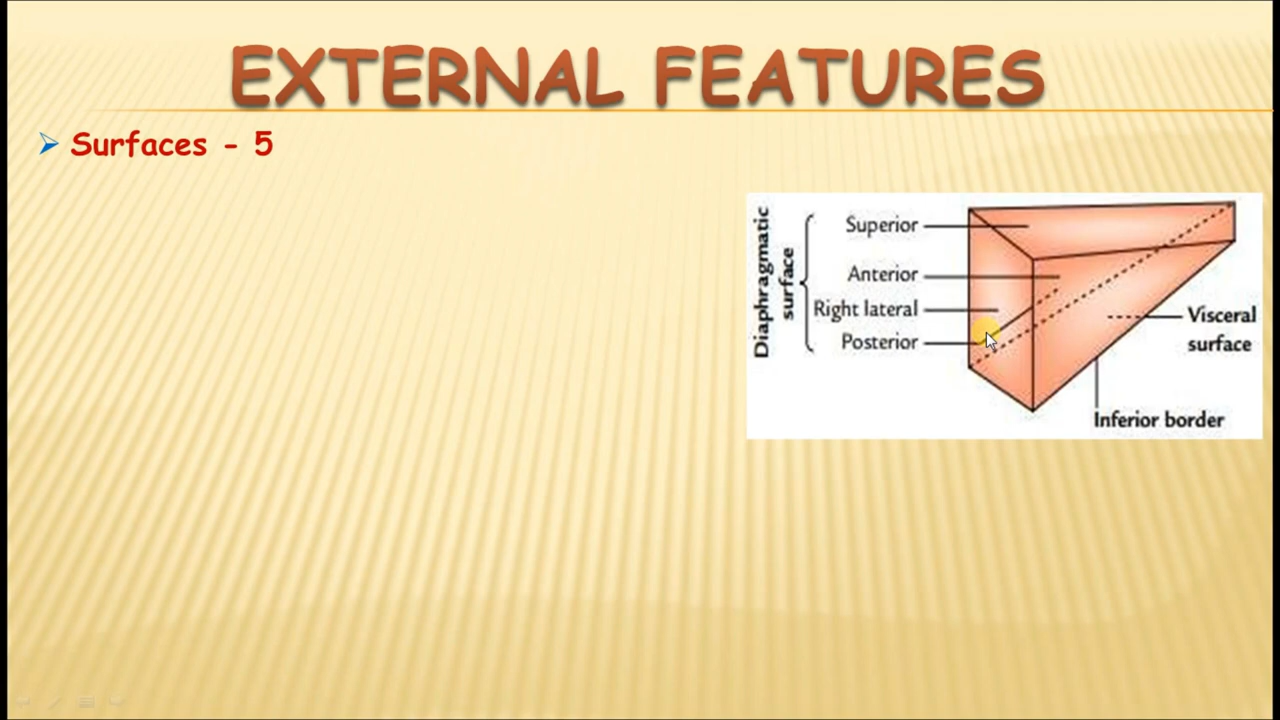 EXTERNAL FEATURES
Surfaces - 5
Diaphragmatic
surface
Superior
Anterior
Right lateral
Posterior
Visceral
surface
Inferior border